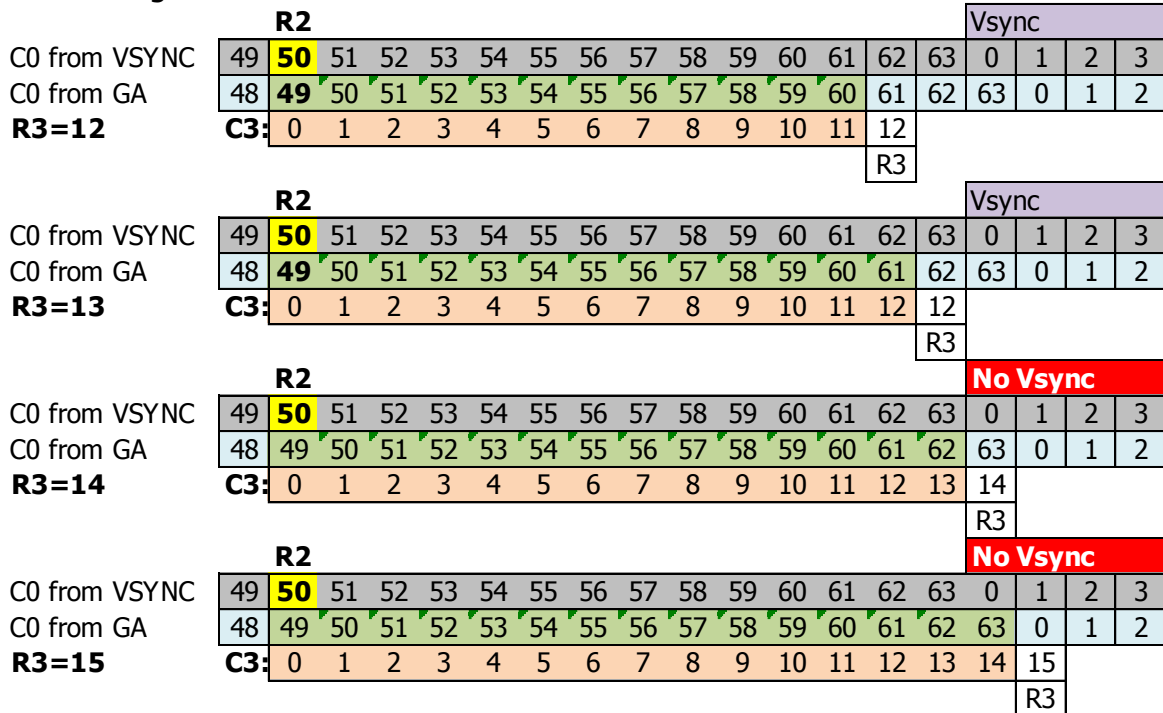 R2 Vsync
C0 from VSYNC 49 50 51 52 53 54 55 56 57 58 59 60 61 62 63 0 1 2 3
C0 from GA 48 49 50 51 52 53 54 55 56 57 58 59 60 61 62 63 0 1 2
R3=12 C3: 0 1 2 3 4 5 6 7 8 9 10 11 12
R3
R2 Vsync
C0 from VSYNC 49 50 51 52 53 54 55 56 57 58 59 60 61 62 63 0 1 2 3
C0 from GA 48 49 50 51 52 53 54 55 56 57 58 59 60 61 62 63 0 1 2
R3=13 C3: 0 1 2 3 4 5 6 7 8 9 10 11 12 12
R3
R2 No Vsync
C0 from VSYNC 49 50 51 52 53 54 55 56 57 58 59 60 61 62 63 0 1 2 3
C0 from GA 48 49 50 51 52 53 54 55 56 57 58 59 60 61 62 63 0 1 2
R3=14 C3: 0 1 2 3 4 5 6 7 8 9 10 11 12 13 14
R3
R2 No Vsync
C0 from VSYNC 49 50 51 52 53 54 55 56 57 58 59 60 61 62 63 0 1 2 3
C0 from GA 48 49 50 51 52 53 54 55 56 57 58 59 60 61 62 63 0 1 2
R3=15 C3: 0 1 2 3 4 5 6 7 8 9 10 11 12 13 14 15
R3